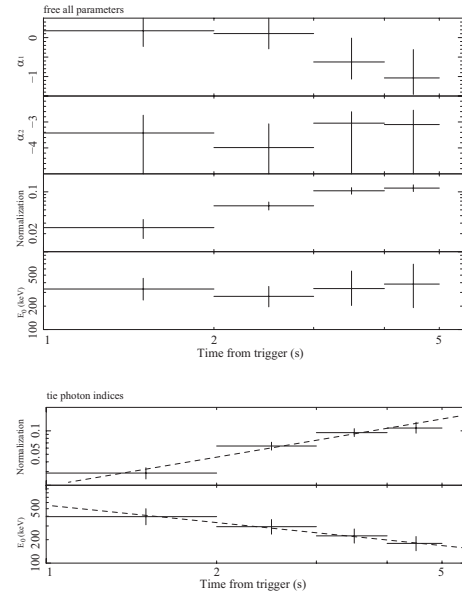 free all parameters
α1
0
−1
α2
−3
−4
Normalization
0.1
0.02
E0 (keV)
500
200
100
1
2
5
Time from trigger (s)
tie photon indices
Normalization
0.1
0.05
E0 (keV)
500
200
100
1
2
5
Time from trigger (s)